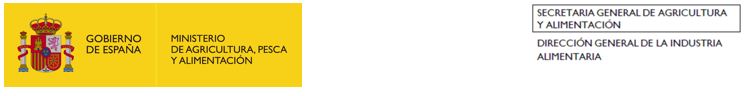 GOBIERNO
DE ESPAÑA
MINISTERIO
DE AGRICULTURA, PESCA
Y ALIMENTACIÓN
SECRETARIA GENERAL DE AGRICULTURA
Y ALIMENTACIÓN
DIRECCIÓN GENERAL DE LA INDUSTRIA
ALIMENTARIA